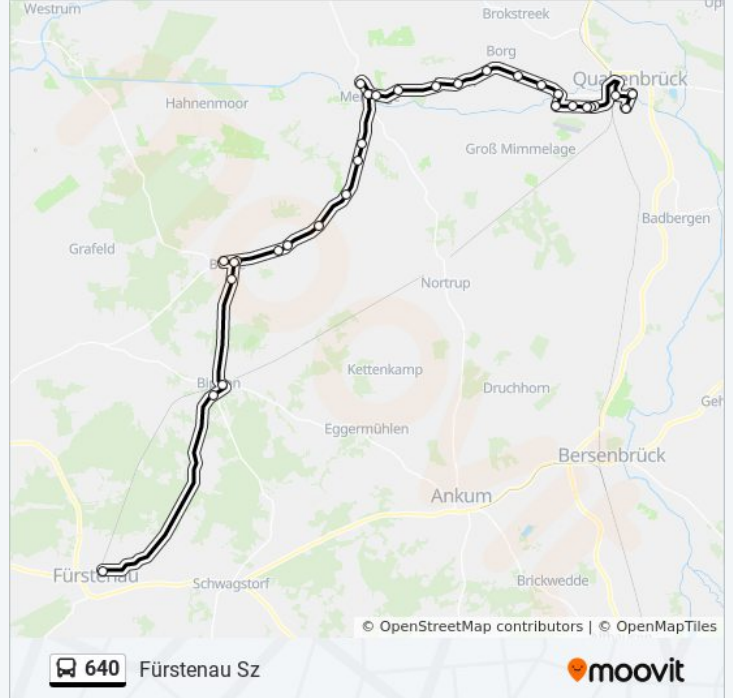 Westrum
Brokstreek
Borg
Quakenbrück
Hahnenmoor
Groß Mimmelage
Badbergen
Grafeld
Nortrup
Kettenkamp
Druchhorn
Eggermühlen
Bersenbrück
Ankum
Fürstenau
Schwagstorf
Brickwedde
© OpenStreetMap contributors | © OpenMapTiles
640 Fürstenau Sz
moovit